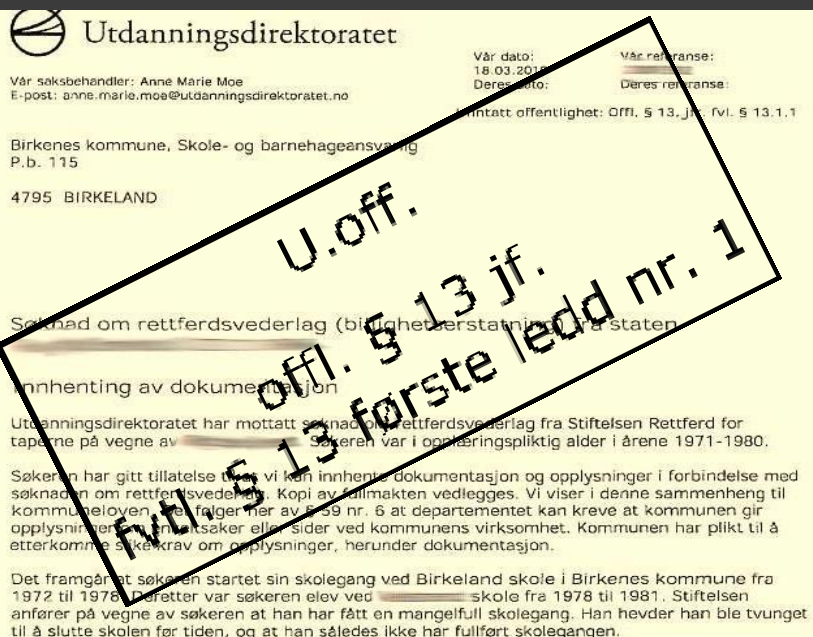 Utdanningsdirektoratet
Vår dato:
Vår referanse:
Vår saksbehandler: Anne Marie Moe
18.03.
E-post: anne.marie.moe@utdanningsdirektoratet.no
Deres dato:
Deres referanse:
Unntatt offentlighet: Offl. § 13, jfr. fvl. § 13.1.1
Birkenes kommune, Skole- og barnehageansvarlig
P.b. 115
4795 BIRKELAND
U.off.
offl. § 13 jf.
fvtl. § 13 første ledd nr. 1
Søknad om rettferdsvederlag (billighetserstatning) fra staten
Innhenting av dokumentasjon
Utdanningsdirektoratet har mottatt søknad om rettferdsvederlag fra Stiftelsen Rettferd for
taperne på vegne av Søkeren var i opplæringspliktig alder i årene 1971-1980.
Søkeren har gitt tillatelse til at vi kan innhente dokumentasjon og opplysninger i forbindelse med
søknaden om rettferdsvederlag. Kopi av fullmakten vedlegges. Vi viser i denne sammenheng til
kommuneloven. Det følger her av § 59 nr. 6 at departementet kan kreve at kommunen gir
opplysninger om enkeltsaker eller sider ved kommunens virksomhet. Kommunen har plikt til å
etterkomme slike krav om opplysninger, herunder dokumentasjon.
Det framgår at søkeren startet sin skolegang ved Birkeland skole i Birkenes kommune fra
1972 til 1978. Deretter var søkeren elev ved skole fra 1978 til 1981. Stiftelsen
anfører på vegne av søkeren at han har fått en mangelfull skolegang. Han hevder han ble tvunget
til å slutte skolen før tiden, og at han således ikke har fullført skolegangen.